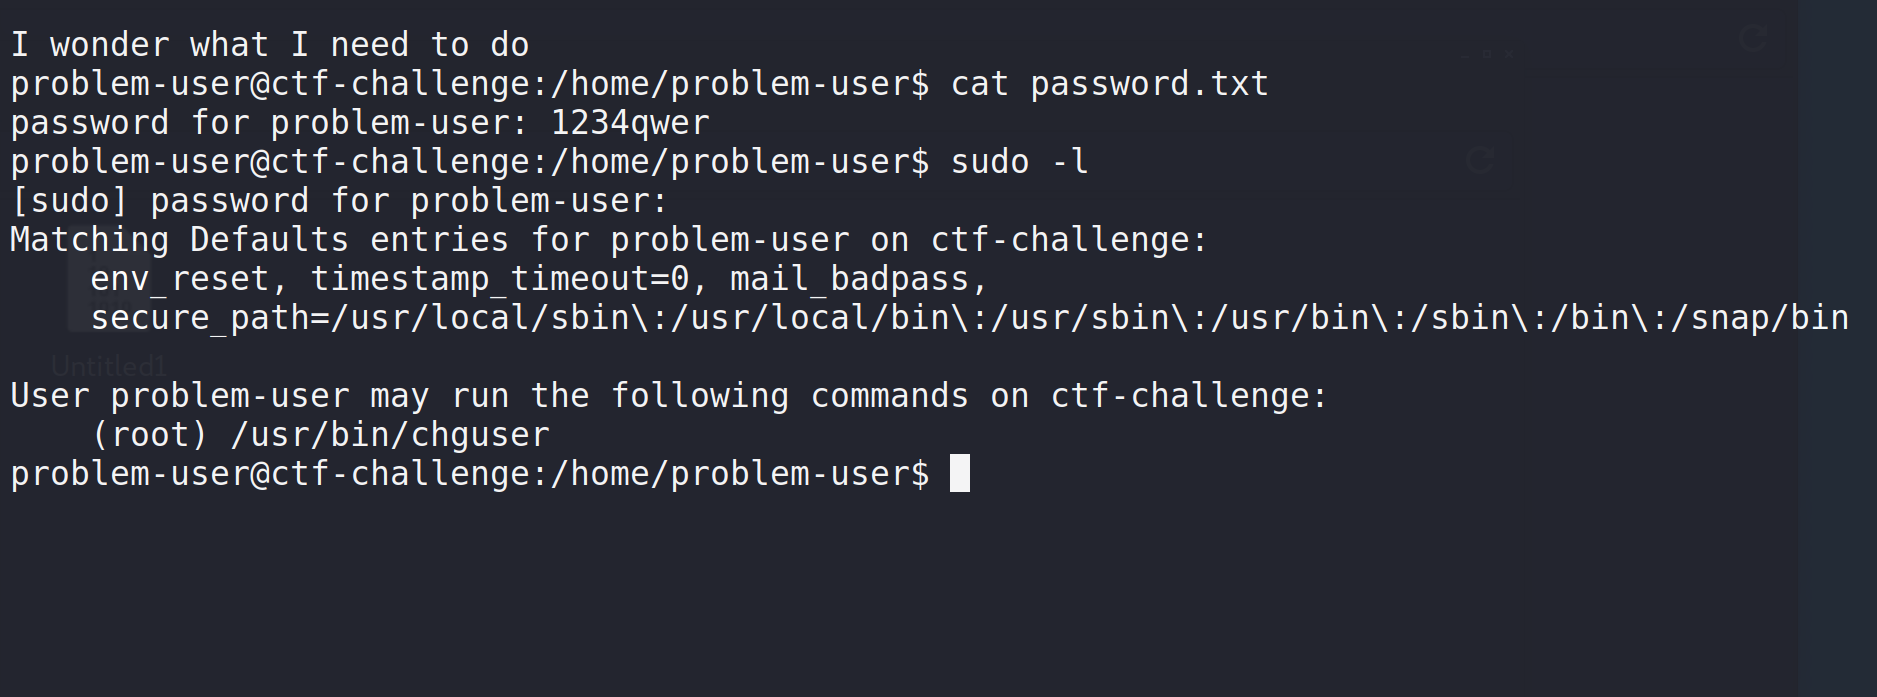 I wonder what I need to do
problem-user@ctf-challenge:/home/problem-user$ cat password.txt
password for problem-user: 1234qwer
problem-user@ctf-challenge:/home/problem-user$ sudo -l
[sudo] password for problem-user:
Matching Defaults entries for problem-user on ctf-challenge:
    env_reset, timestamp_timeout=0, mail_badpass,
    secure_path=/usr/local/sbin\:/usr/local/bin\:/usr/sbin\:/usr/bin\:/sbin\:/bin\:/snap/bin
Untitled1
User problem-user may run the following commands on ctf-challenge:
    (root) /usr/bin/chguser
problem-user@ctf-challenge:/home/problem-user$